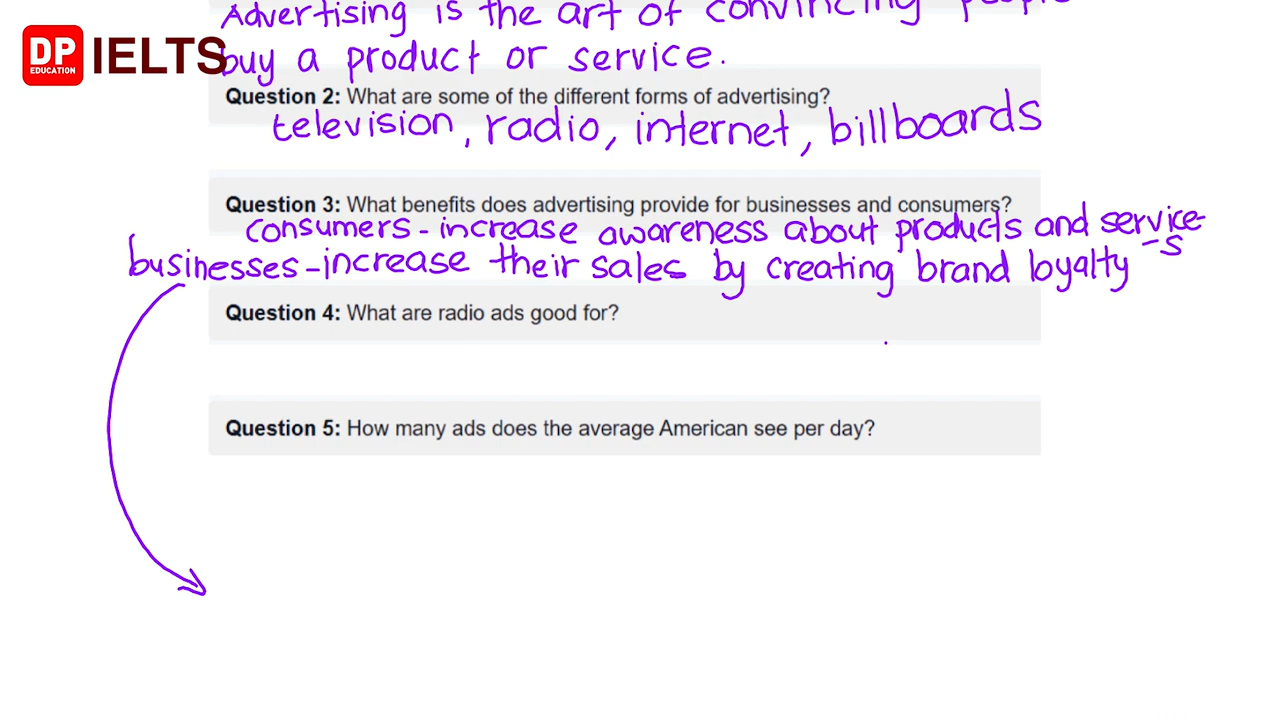 Advertising is the art of convincing people
DP
EDUCATION
IELTS
buy a product or service.
Question 2: What are some of the different forms of advertising?
television, radio, internet, billboards
Question 3: What benefits does advertising provide for businesses and consumers?
consumers - increase awareness about products and service-
-s
businesses - increase their sales by creating brand loyalty
Question 4: What are radio ads good for?
Question 5: How many ads does the average American see per day?